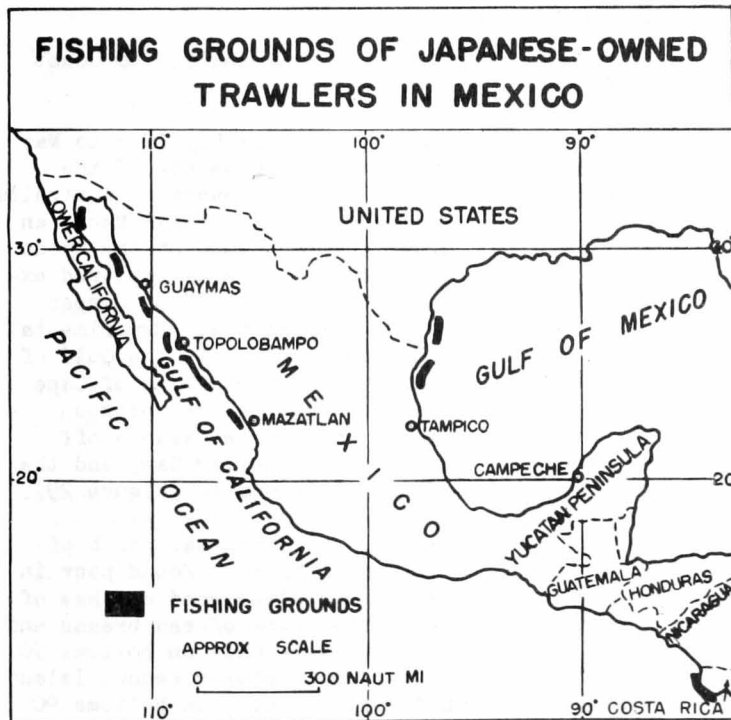 FISHING GROUNDS OF JAPANESE-OWNED
TRAWLERS IN MEXICO
110° 100° 90°
UNITED STATES
LOWER CALIFORNIA
30°
GUAYMAS
GULF OF MEXICO
TOPOLOBAMPO
PACIFIC OCEAN
GULF OF CALIFORNIA
MEXICO
MAZATLAN
TAMPICO
CAMPECHE
20° 20
YUCATAN PENINSULA
GUATEMALA
HONDURAS
NICARAGUA
FISHING GROUNDS
APPROX SCALE
0 300 NAUT MI
110° 90° COSTA RICA